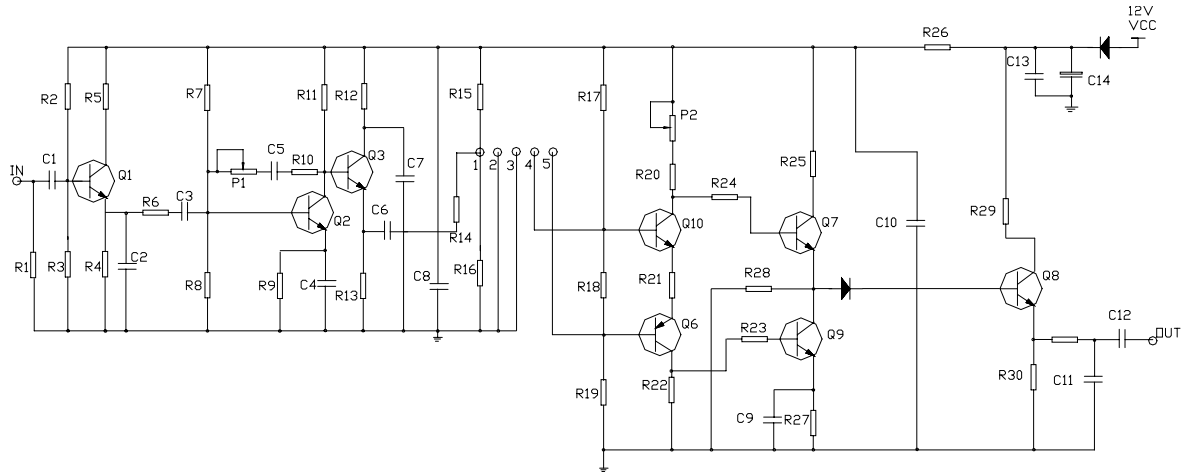 12V
VCC
R26
C13
C14
R2
R5
R7
R11
R12
R15
R17
P2
IN
C1
Q1
R10
C5
P1
Q3
C7
1
2
3
4
5
R20
R24
R25
R6
C3
Q2
C6
R14
Q10
Q7
C10
R29
R1
R3
R4
C2
R8
R9
C4
R13
C8
R16
R18
R21
R28
Q8
Q6
R23
Q9
C12
OUT
R19
R22
C9
R27
R30
C11